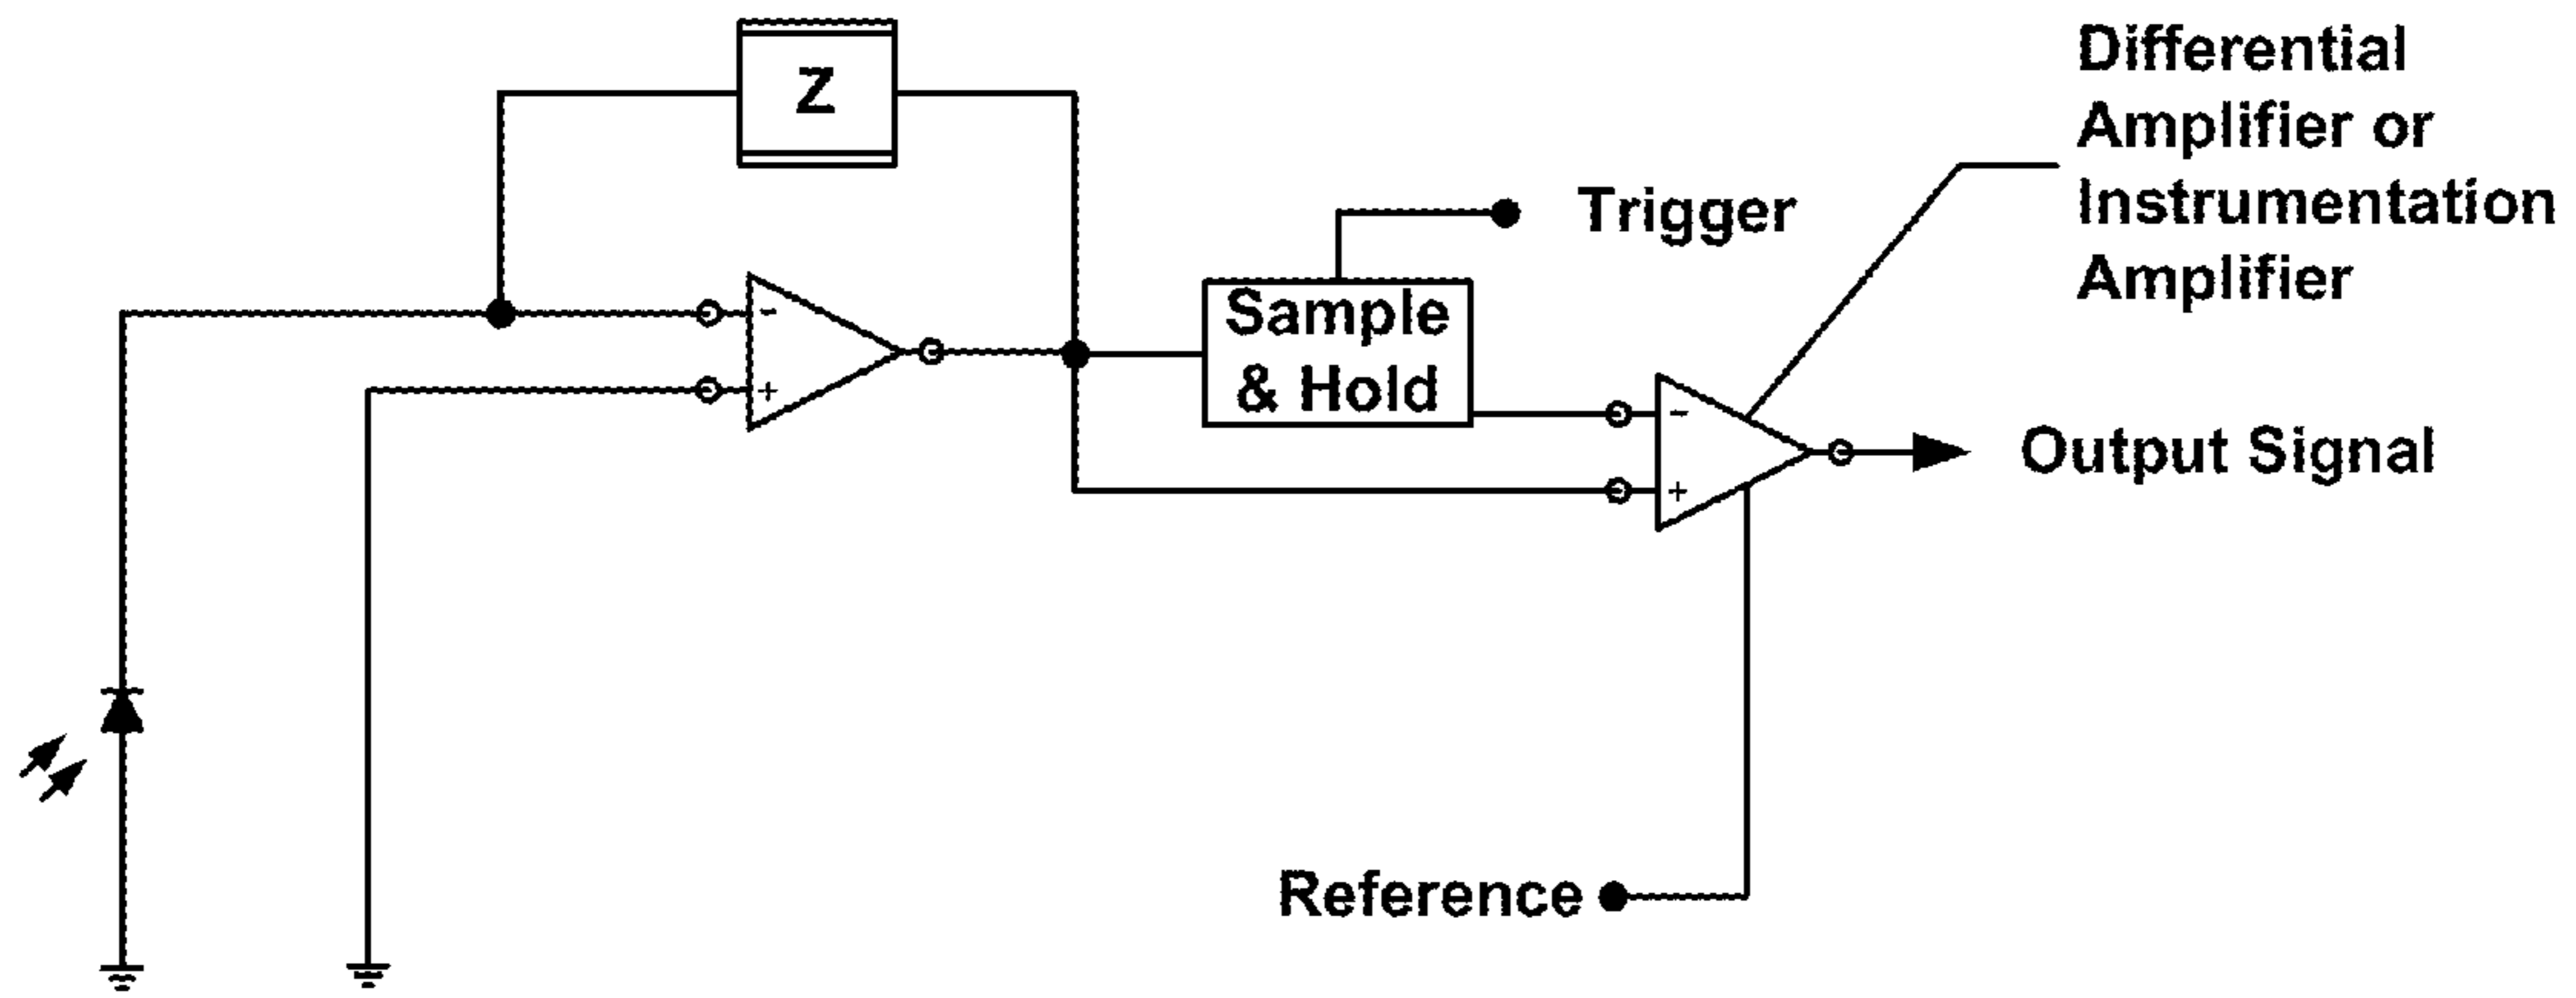 Z
Differential
Amplifier or
Instrumentation
Amplifier
Trigger
Sample
& Hold
-
+
-
+
Output Signal
Reference